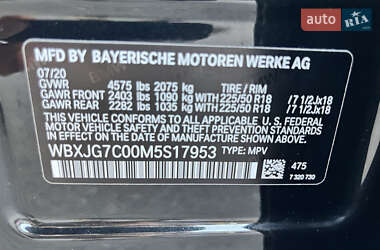 auto RIA.com
MFD BY BAYERISCHE MOTOREN WERKE AG
07/20
GVWR 4575 lbs 2075 kg TIRE / RIM
GAWR FRONT 2403 lbs 1090 kg 225/50 R18 / 7 1/2Jx18
GAWR REAR 2282 lbs 1035 kg 225/50 R18 / 7 1/2Jx18
THIS VEHICLE CONFORMS TO ALL APPLICABLE U.S.
FEDERAL MOTOR VEHICLE SAFETY, BUMPER, AND
THEFT PREVENTION STANDARDS IN EFFECT ON THE
DATE OF MANUFACTURE SHOWN ABOVE
WBXJG7C00M5S17953 TYPE: MPV
475
7 320 730